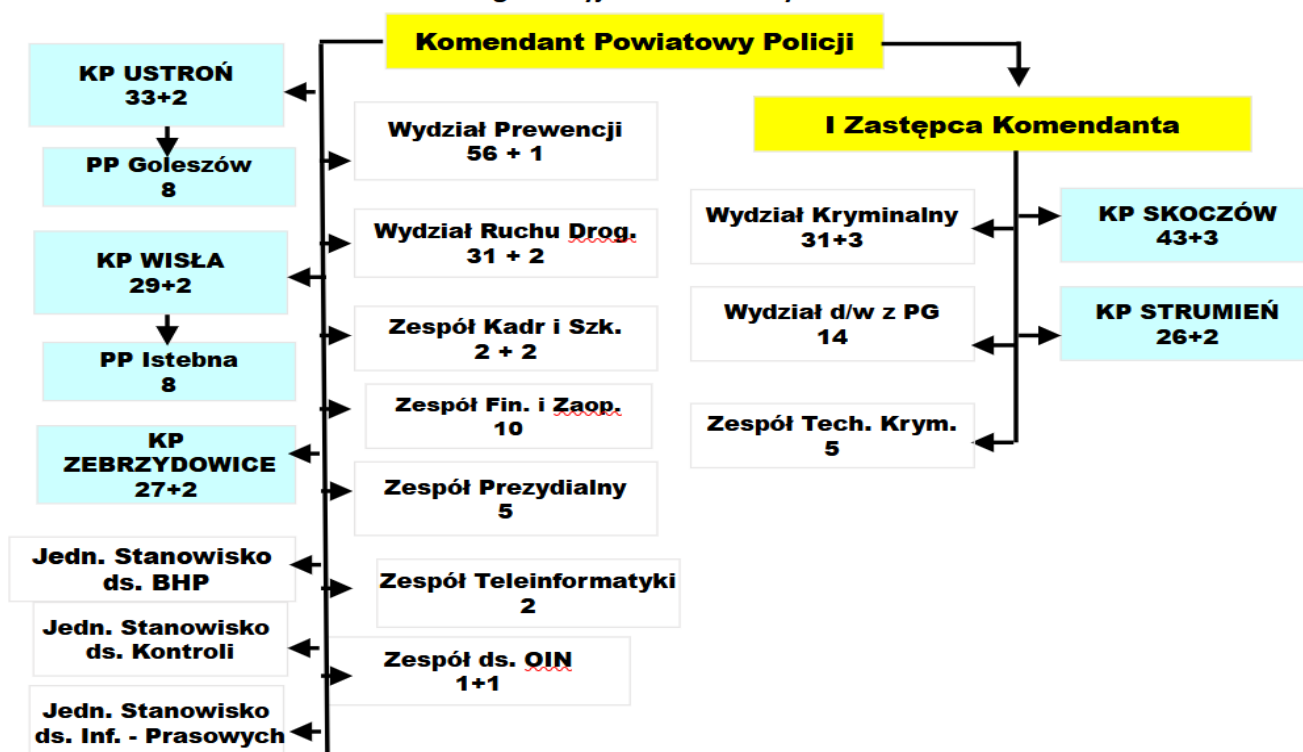 Komendant Powiatowy Policji
KP USTROŃ
33+2
PP Goleszów
8
KP WISŁA
29+2
PP Istebna
8
KP
ZEBRZYDOWICE
27+2
Jedn. Stanowisko
ds. BHP
Jedn. Stanowisko
ds. Kontroli
Jedn. Stanowisko
ds. Inf. - Prasowych
Wydział Prewencji
56 + 1
Wydział Ruchu Drog.
31 + 2
Zespół Kadr i Szk.
2 + 2
Zespół Fin. i Zaop.
10
Zespół Prezydialny
5
Zespół Teleinformatyki
2
Zespół ds. OIN
1+1
I Zastępca Komendanta
Wydział Kryminalny
31+3
Wydział d/w z PG
14
Zespół Tech. Krym.
5
KP SKOCZÓW
43+3
KP STRUMIEŃ
26+2